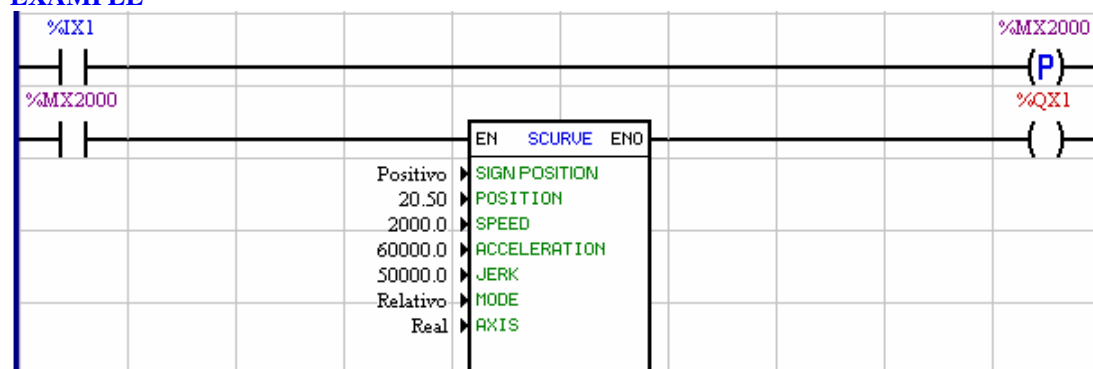 EXAMPLE
%IX1 %MX2000
(P)
%MX2000 %QX1
EN SCURVE ENO
Positivo SIGN POSITION
20.50 POSITION
2000.0 SPEED
60000.0 ACCELERATION
50000.0 JERK
Relativo MODE
Real AXIS